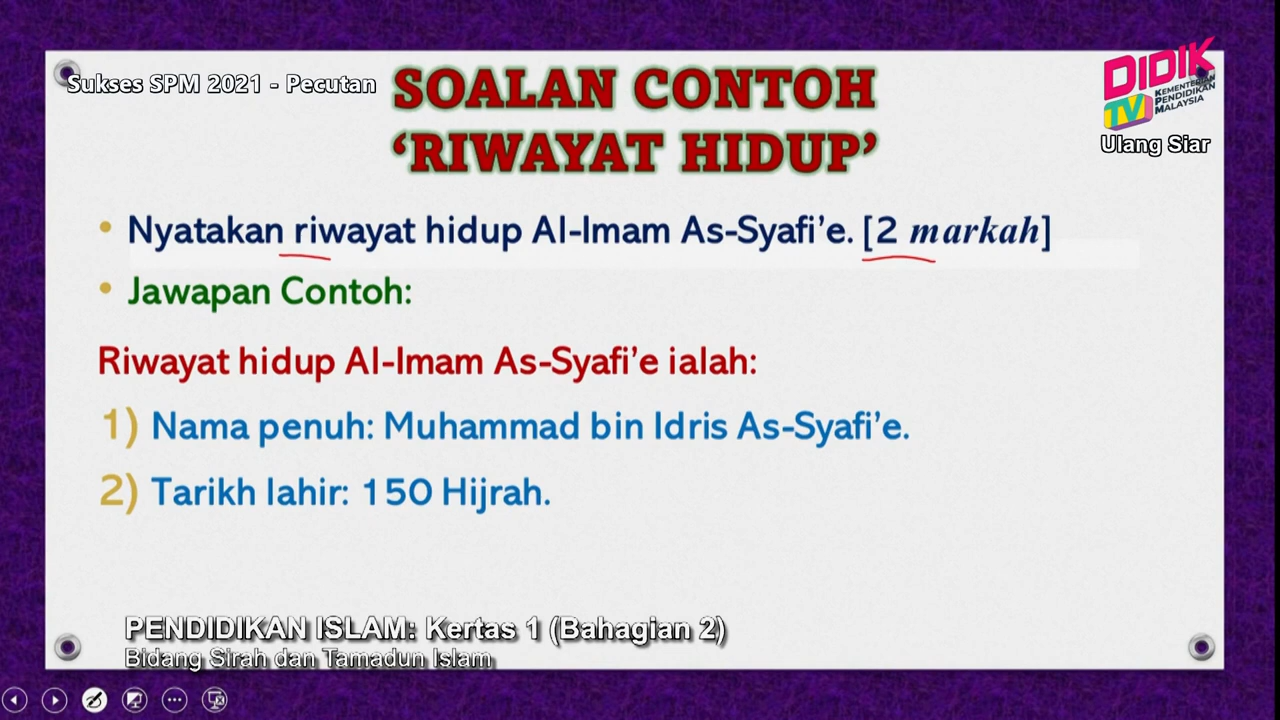 Sukses SPM 2021 - Pecutan
SOALAN CONTOH
‘RIWAYAT HIDUP’
DIDIK
TV
KEMENTERIAN
PENDIDIKAN
MALAYSIA
Ulang Siar
• Nyatakan riwayat hidup Al-Imam As-Syafi’e. [2 markah]
• Jawapan Contoh:
Riwayat hidup Al-Imam As-Syafi’e ialah:
1) Nama penuh: Muhammad bin Idris As-Syafi’e.
2) Tarikh lahir: 150 Hijrah.
PENDIDIKAN ISLAM: Kertas 1 (Bahagian 2)
Bidang Sirah dan Tamadun Islam